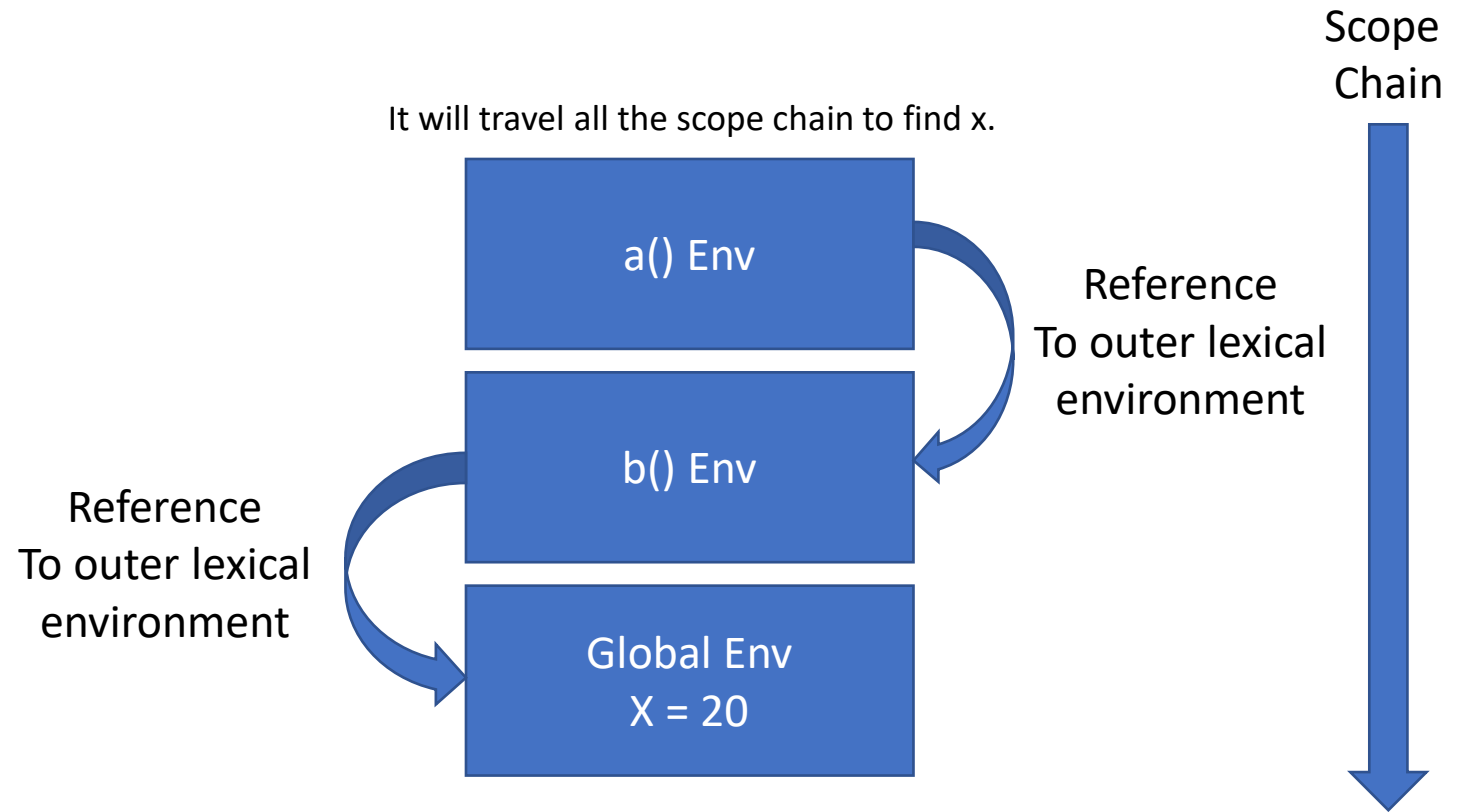 Scope
Chain
It will travel all the scope chain to find x.
a() Env
Reference
To outer lexical
environment
b() Env
Reference
To outer lexical
environment
Global Env
X = 20